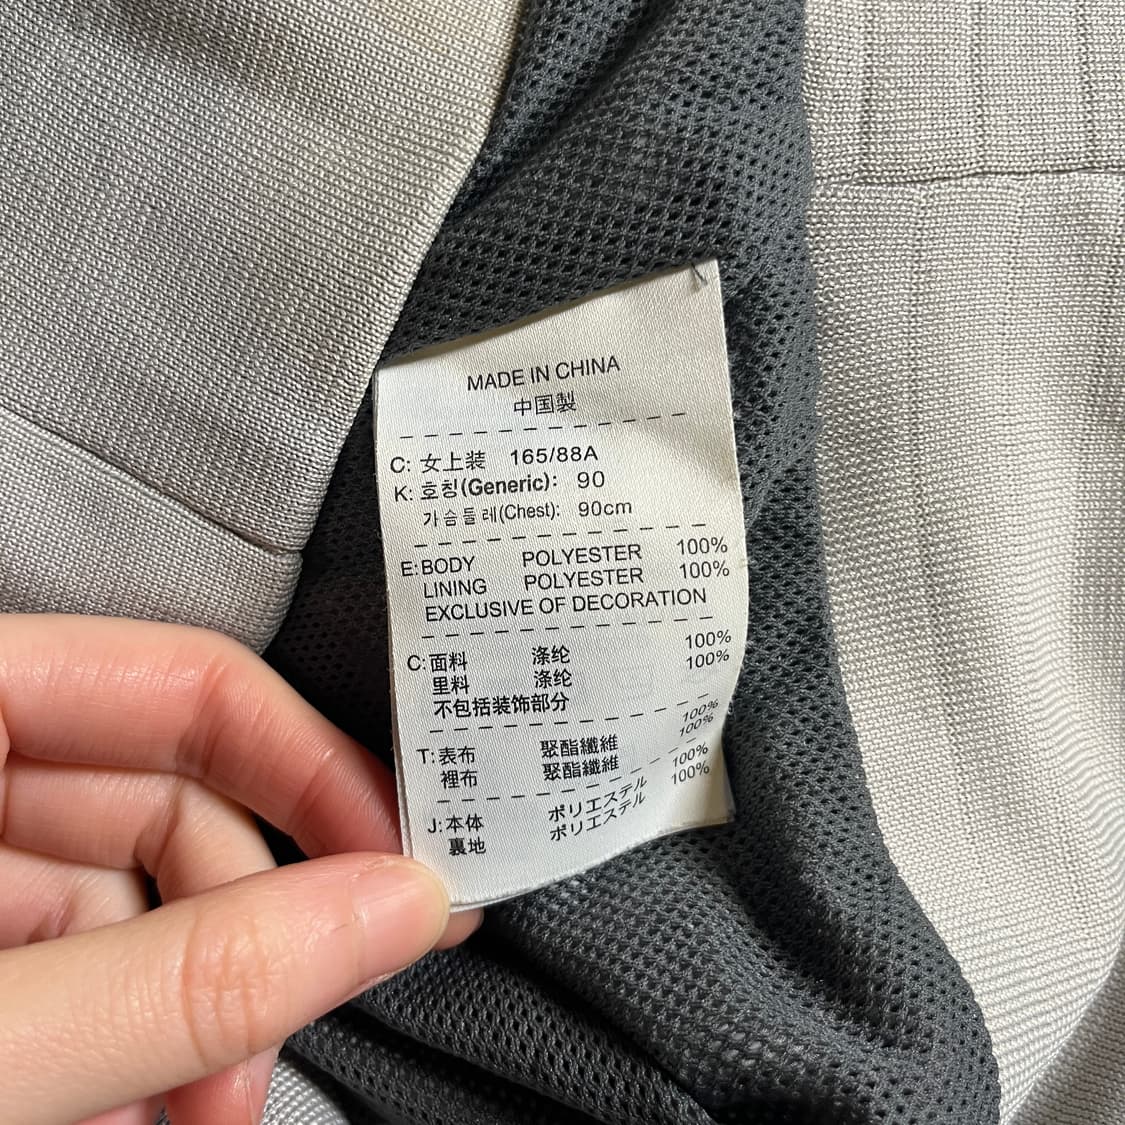 MADE IN CHINA
中国製
C: 女上装 165/88A
K: 호칭(Generic): 90
가슴둘레(Chest): 90cm
E: BODY POLYESTER 100%
LINING POLYESTER 100%
EXCLUSIVE OF DECORATION
C: 面料 涤纶 100%
里料 涤纶 100%
不包括装饰部分
T: 表布 聚酯纖維 100%
裡布 聚酯纖維 100%
J: 本体 ポリエステル 100%
裏地 ポリエステル 100%